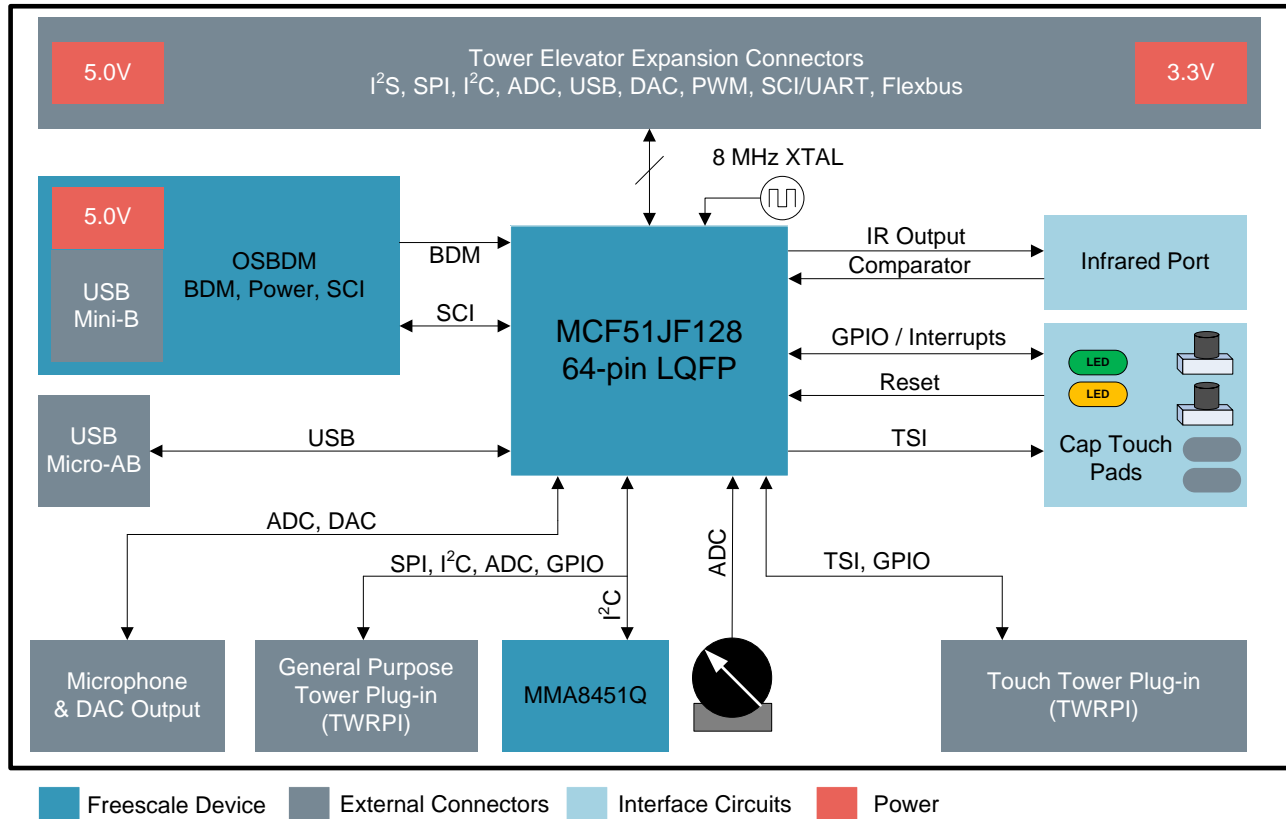 5.0V
Tower Elevator Expansion Connectors
I²S, SPI, I²C, ADC, USB, DAC, PWM, SCI/UART, Flexbus
3.3V
8 MHz XTAL
5.0V
USB
Mini-B
OSBDM
BDM, Power, SCI
BDM
SCI
MCF51JF128
64-pin LQFP
IR Output
Comparator
Infrared Port
GPIO / Interrupts
Reset
TSI
LED
LED
Cap Touch
Pads
USB
Micro-AB
USB
ADC, DAC
SPI, I²C, ADC, GPIO
I²C
ADC
TSI, GPIO
Microphone
& DAC Output
General Purpose
Tower Plug-in
(TWRPI)
MMA8451Q
Touch Tower Plug-in
(TWRPI)
Freescale Device
External Connectors
Interface Circuits
Power